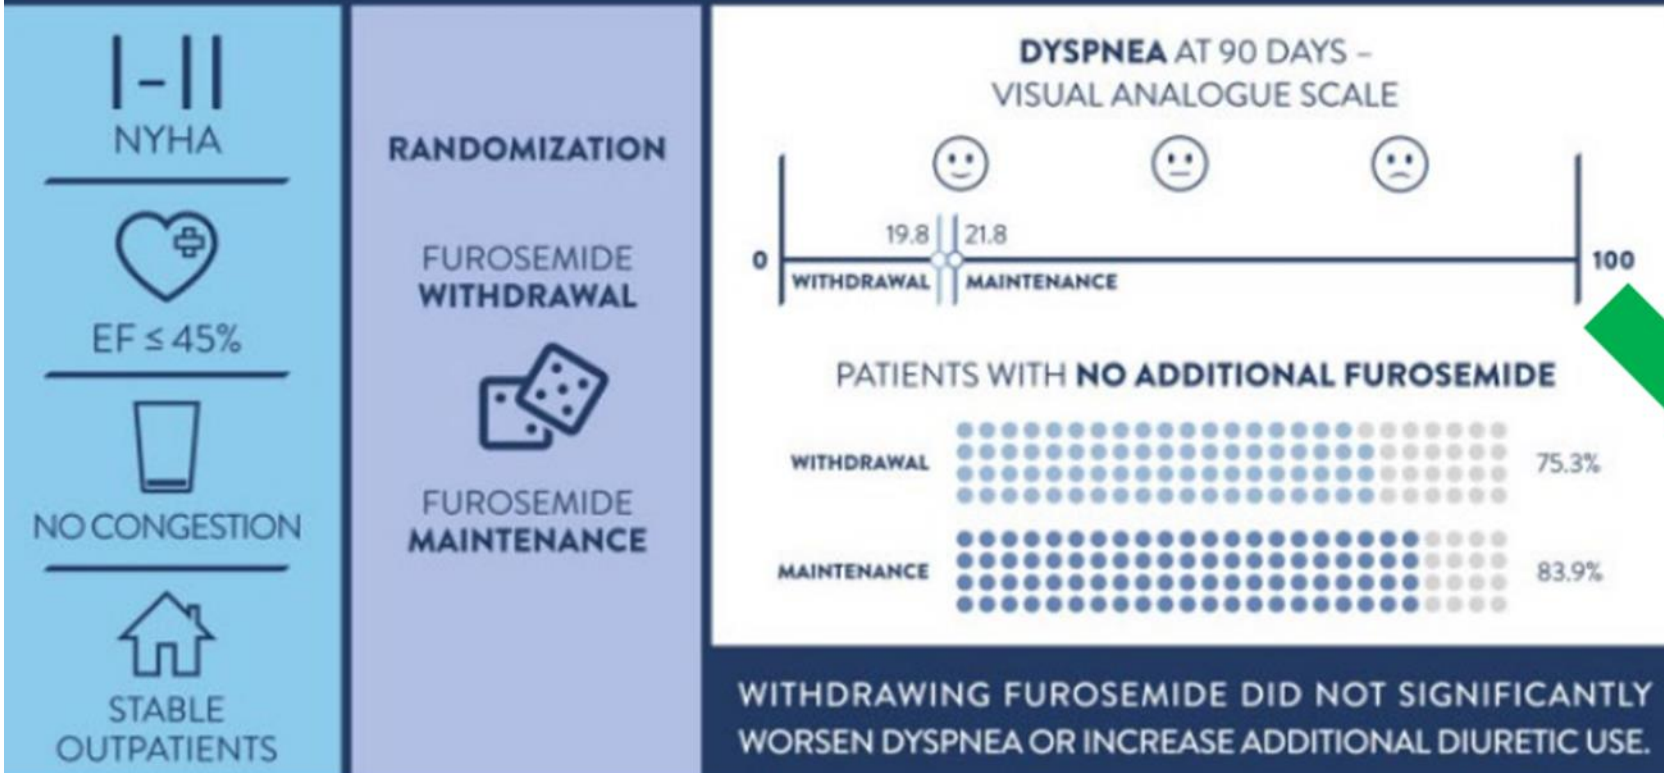 I-II
NYHA
EF ≤ 45%
NO CONGESTION
STABLE
OUTPATIENTS
RANDOMIZATION
FUROSEMIDE
WITHDRAWAL
FUROSEMIDE
MAINTENANCE
DYSPNEA AT 90 DAYS –
VISUAL ANALOGUE SCALE
19.8 21.8
0 100
WITHDRAWAL MAINTENANCE
PATIENTS WITH NO ADDITIONAL FUROSEMIDE
WITHDRAWAL 75.3%
MAINTENANCE 83.9%
WITHDRAWING FUROSEMIDE DID NOT SIGNIFICANTLY
WORSEN DYSPNEA OR INCREASE ADDITIONAL DIURETIC USE.